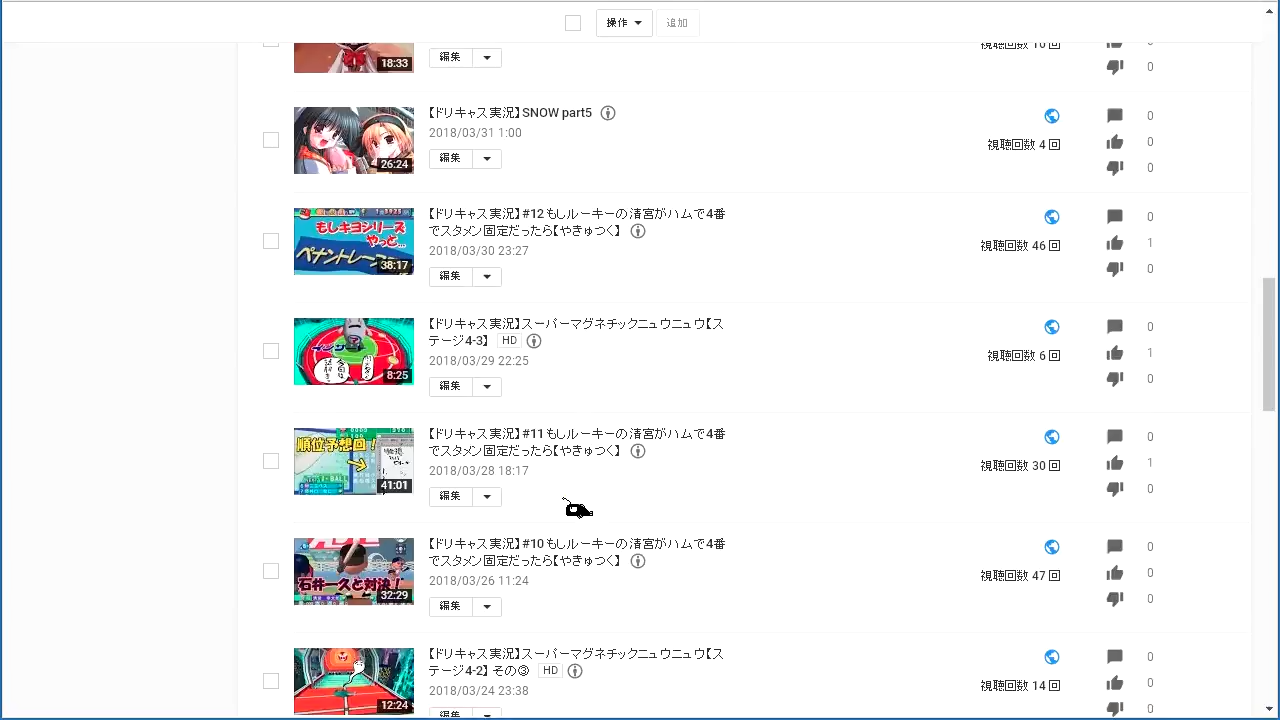 操作 追加
視聴回数 10 回 0
編集
18:33
0
【ドリキャス実況】SNOW part5
2018/03/31 1:00
編集
26:24
視聴回数 4 回
0
0
0
【ドリキャス実況】#12もしルーキーの清宮がハムで4番
でスタメン固定だったら【やきゅつく】
2018/03/30 23:27
編集
もしキヨシリーズ
やっと…
38:17
視聴回数 46 回
0
1
0
【ドリキャス実況】スーパーマグネチックニュウニュウ【ス
テージ4-3】 HD
2018/03/29 22:25
編集
8:25
視聴回数 6 回
0
1
0
【ドリキャス実況】#11もしルーキーの清宮がハムで4番
でスタメン固定だったら【やきゅつく】
2018/03/28 18:17
編集
順位予想回!
41:01
視聴回数 30 回
0
1
0
【ドリキャス実況】#10もしルーキーの清宮がハムで4番
でスタメン固定だったら【やきゅつく】
2018/03/26 11:24
編集
石井一久と対決!
32:29
視聴回数 47 回
0
0
0
【ドリキャス実況】スーパーマグネチックニュウニュウ【ス
テージ4-2】 その③ HD
2018/03/24 23:38
編集
12:24
視聴回数 14 回
0
0
0